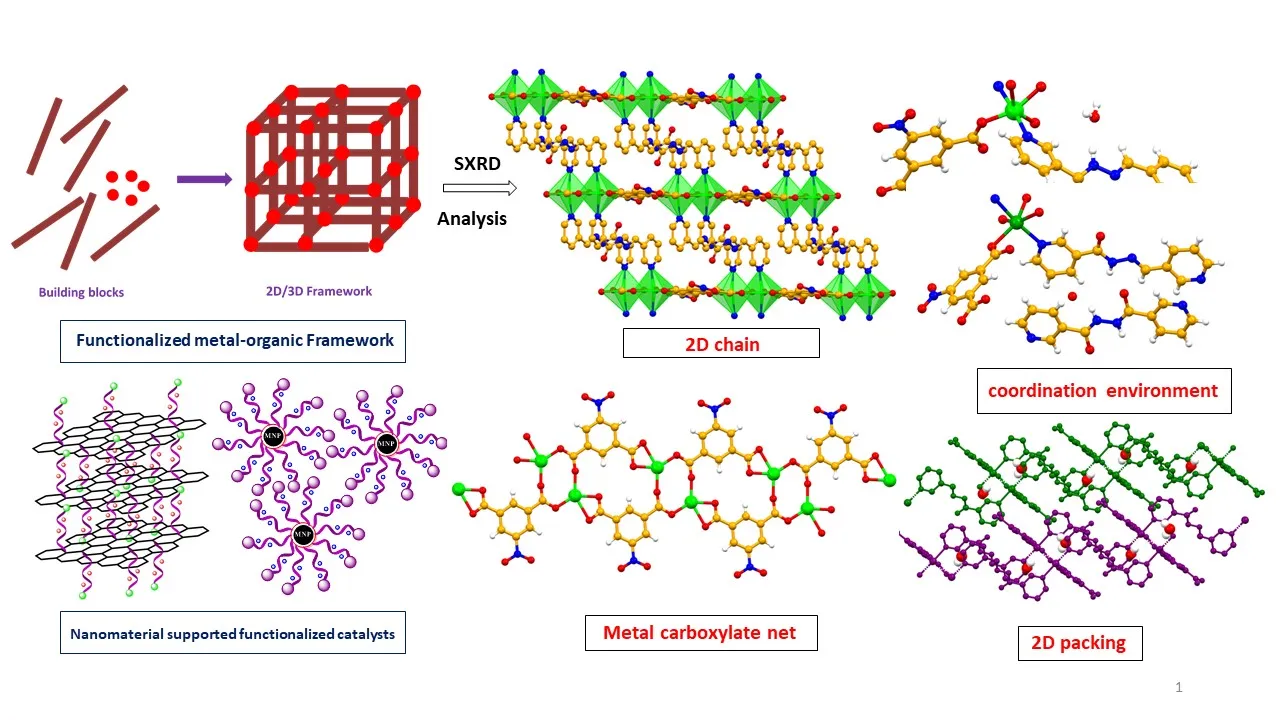 SXRD
Analysis
Building blocks
2D/3D Framework
Functionalized metal-organic Framework
2D chain
coordination environment
MNP
MNP
MNP
Nanomaterial supported functionalized catalysts
Metal carboxylate net
2D packing
1